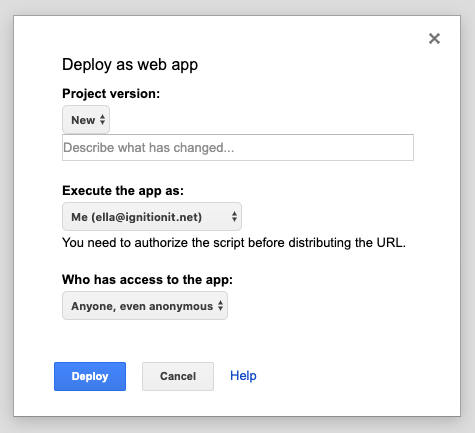 Deploy as web app
Project version:
New
Describe what has changed...
Execute the app as:
Me (ella@ignitionit.net)
You need to authorize the script before distributing the URL.
Who has access to the app:
Anyone, even anonymous
Deploy Cancel Help